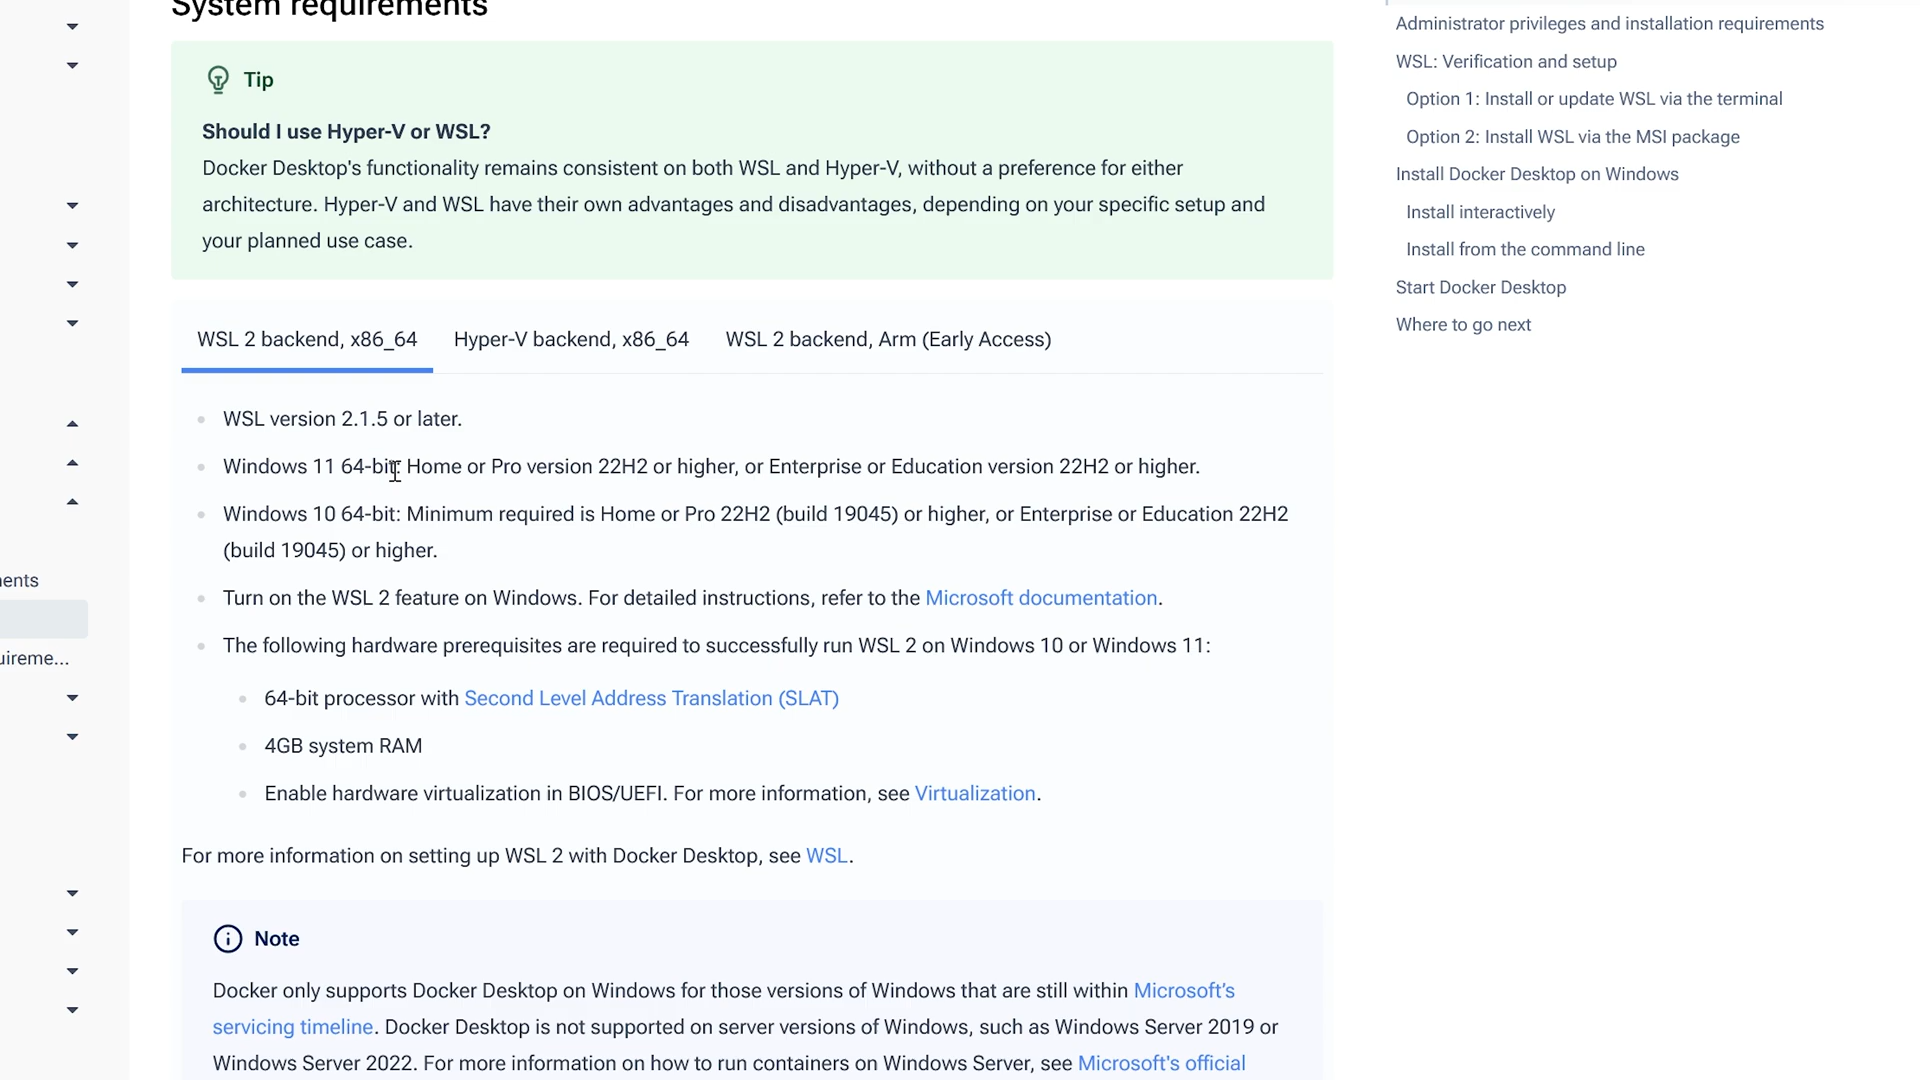 System requirements
Tip
Should I use Hyper-V or WSL?
Docker Desktop's functionality remains consistent on both WSL and Hyper-V, without a preference for either
architecture. Hyper-V and WSL have their own advantages and disadvantages, depending on your specific setup and
your planned use case.
WSL 2 backend, x86_64
Hyper-V backend, x86_64
WSL 2 backend, Arm (Early Access)
WSL version 2.1.5 or later.
Windows 11 64-bit: Home or Pro version 22H2 or higher, or Enterprise or Education version 22H2 or higher.
Windows 10 64-bit: Minimum required is Home or Pro 22H2 (build 19045) or higher, or Enterprise or Education 22H2
(build 19045) or higher.
Turn on the WSL 2 feature on Windows. For detailed instructions, refer to the Microsoft documentation.
The following hardware prerequisites are required to successfully run WSL 2 on Windows 10 or Windows 11:
64-bit processor with Second Level Address Translation (SLAT)
4GB system RAM
Enable hardware virtualization in BIOS/UEFI. For more information, see Virtualization.
For more information on setting up WSL 2 with Docker Desktop, see WSL.
Note
Docker only supports Docker Desktop on Windows for those versions of Windows that are still within Microsoft's
servicing timeline. Docker Desktop is not supported on server versions of Windows, such as Windows Server 2019 or
Windows Server 2022. For more information on how to run containers on Windows Server, see Microsoft's official
Administrator privileges and installation requirements
WSL: Verification and setup
Option 1: Install or update WSL via the terminal
Option 2: Install WSL via the MSI package
Install Docker Desktop on Windows
Install interactively
Install from the command line
Start Docker Desktop
Where to go next